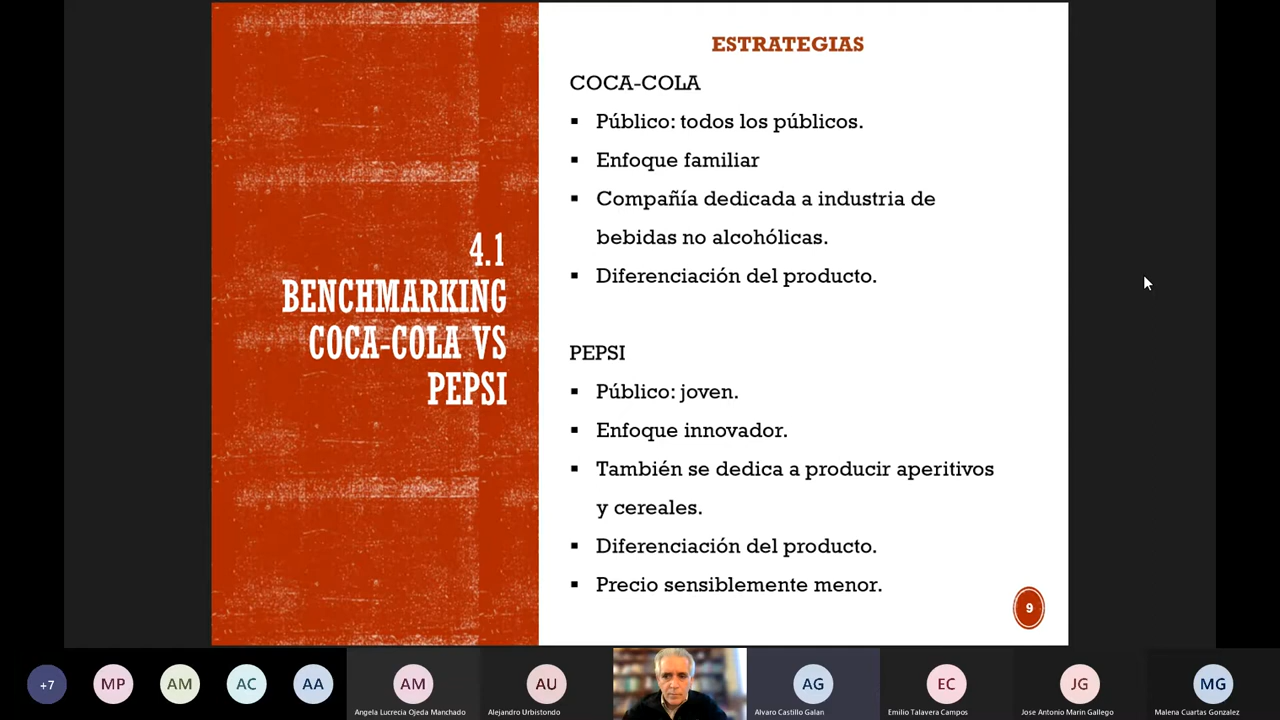 4.1
BENCHMARKING
COCA-COLA VS
PEPSI
ESTRATEGIAS
COCA-COLA
▪ Público: todos los públicos.
▪ Enfoque familiar
▪ Compañía dedicada a industria de
bebidas no alcohólicas.
▪ Diferenciación del producto.
PEPSI
▪ Público: joven.
▪ Enfoque innovador.
▪ También se dedica a producir aperitivos
y cereales.
▪ Diferenciación del producto.
▪ Precio sensiblemente menor.
9
+7
MP
AM
AC
AA
AM
Angela Lucrecia Ojeda Manchado
AU
Alejandro Urbistondo
AG
Alvaro Castillo Galan
EC
Emilio Talavera Campos
JG
Jose Antonio Marin Gallego
MG
Malena Cuartas Gonzalez